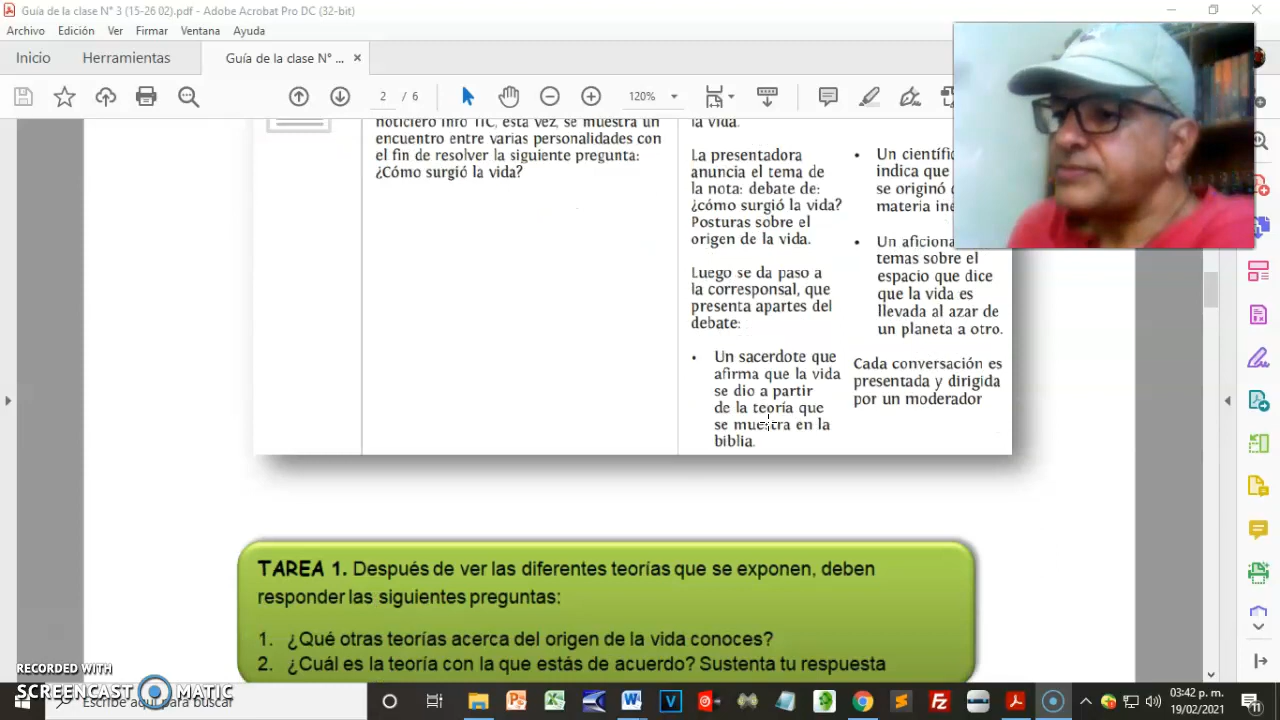 Guía de la clase N° 3 (15-26 02).pdf - Adobe Acrobat Pro DC (32-bit)
Archivo Edición Ver Firmar Ventana Ayuda
Inicio Herramientas Guía de la clase N° ... ×
2 / 6 120%
noticiero Info TIC, esta vez, se muestra un
encuentro entre varias personalidades con
el fin de resolver la siguiente pregunta:
¿Cómo surgió la vida?
la vida.
La presentadora
anuncia el tema de
la nota: debate de:
¿cómo surgió la vida?
Posturas sobre el
origen de la vida.
Luego se da paso a
la corresponsal, que
presenta apartes del
debate:
• Un sacerdote que
afirma que la vida
se dio a partir
de la teoría que
se muestra en la
biblia.
• Un científi
indica que
se originó
materia in
• Un aficiona
temas sobre el
espacio que dice
que la vida es
llevada al azar de
un planeta a otro.
Cada conversación es
presentada y dirigida
por un moderador
TAREA 1. Después de ver las diferentes teorías que se exponen, deben
responder las siguientes preguntas:
1. ¿Qué otras teorías acerca del origen de la vida conoces?
2. ¿Cuál es la teoría con la que estás de acuerdo? Sustenta tu respuesta
RECORDED WITH
SCREENCAST MATIC
Escribe aquí para buscar
03:42 p. m.
19/02/2021
11